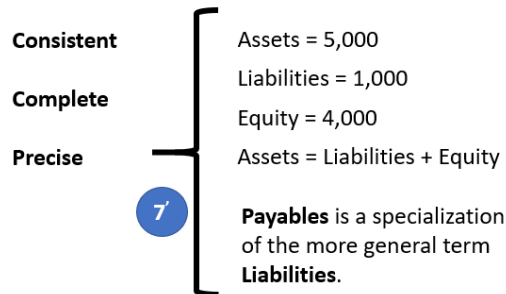 Consistent
Complete
Precise
7’
Assets = 5,000
Liabilities = 1,000
Equity = 4,000
Assets = Liabilities + Equity
Payables is a specialization
of the more general term
Liabilities.